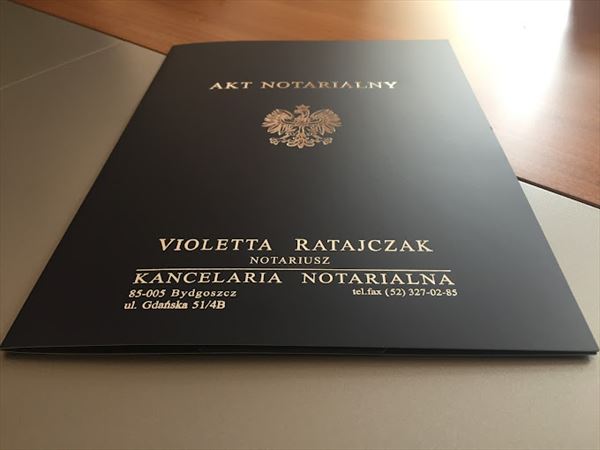 AKT NOTARIALNY
VIOLETTA RATAJCZAK
NOTARIUSZ
KANCELARIA NOTARIALNA
85-005 Bydgoszcz tel.fax (52) 327-02-85
ul. Gdańska 51/4B